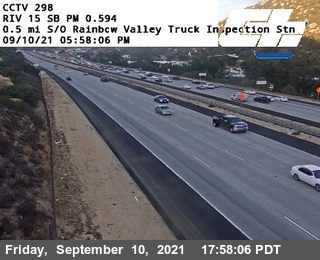 CCTV 298
RIV 15 SB PM 0.594
0.5 mi S/O Rainbcw Valley Truck Inspection Stn
09/10/21 05:58:06 PM
Friday, September 10, 2021 17:58:06 PDT